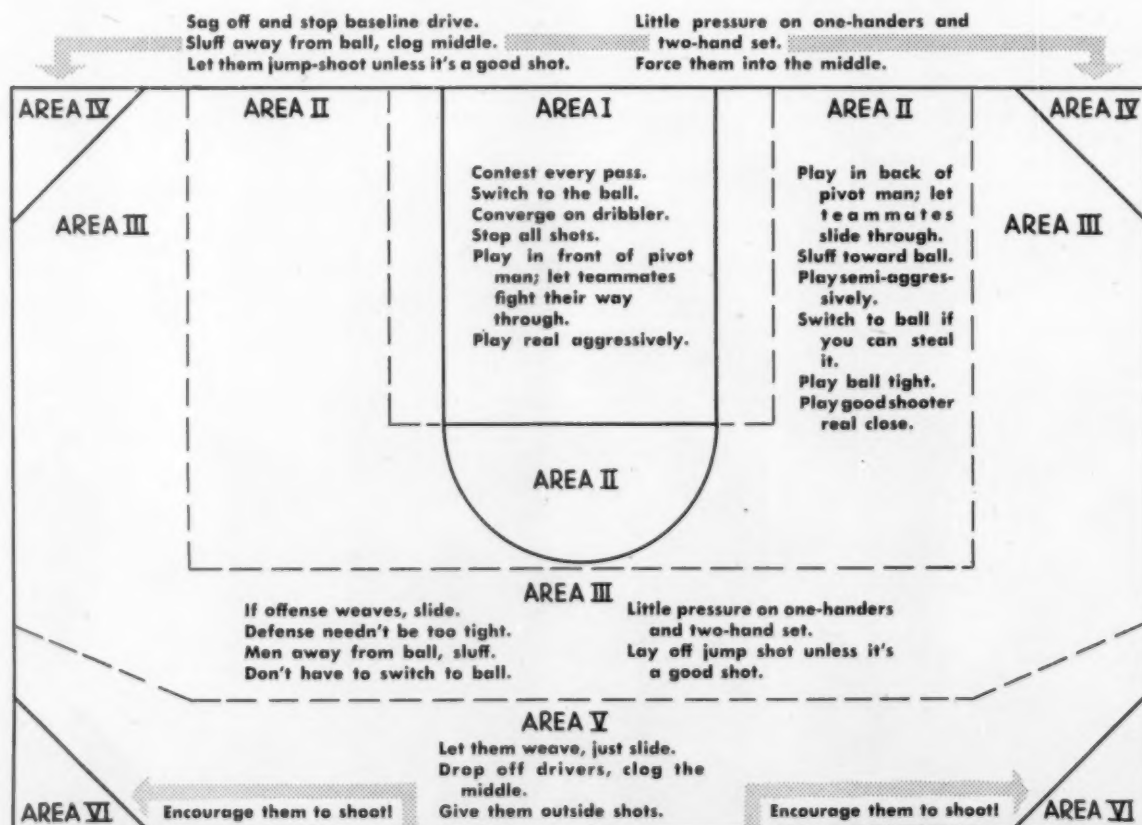 Sag off and stop baseline drive.
Sluff away from ball, clog middle.
Let them jump-shoot unless it's a good shot.
Little pressure on one-handers and
two-hand set.
Force them into the middle.
AREA IV
AREA II
AREA I
AREA II
AREA IV
AREA III
Contest every pass.
Switch to the ball.
Converge on dribbler.
Stop all shots.
Play in front of pivot
man; let teammates
fight their way
through.
Play real aggressively.
Play in back of
pivot man; let
teammates
slide through.
Sluff toward ball.
Play semi-aggres-
sively.
Switch to ball if
you can steal
it.
Play ball tight.
Play good shooter
real close.
AREA III
AREA II
AREA III
If offense weaves, slide.
Defense needn't be too tight.
Men away from ball, sluff.
Don't have to switch to ball.
Little pressure on one-handers
and two-hand set.
Lay off jump shot unless it's
a good shot.
AREA V
Let them weave, just slide.
Drop off drivers, clog the
middle.
Give them outside shots.
AREA VI
Encourage them to shoot!
Encourage them to shoot!
AREA VI